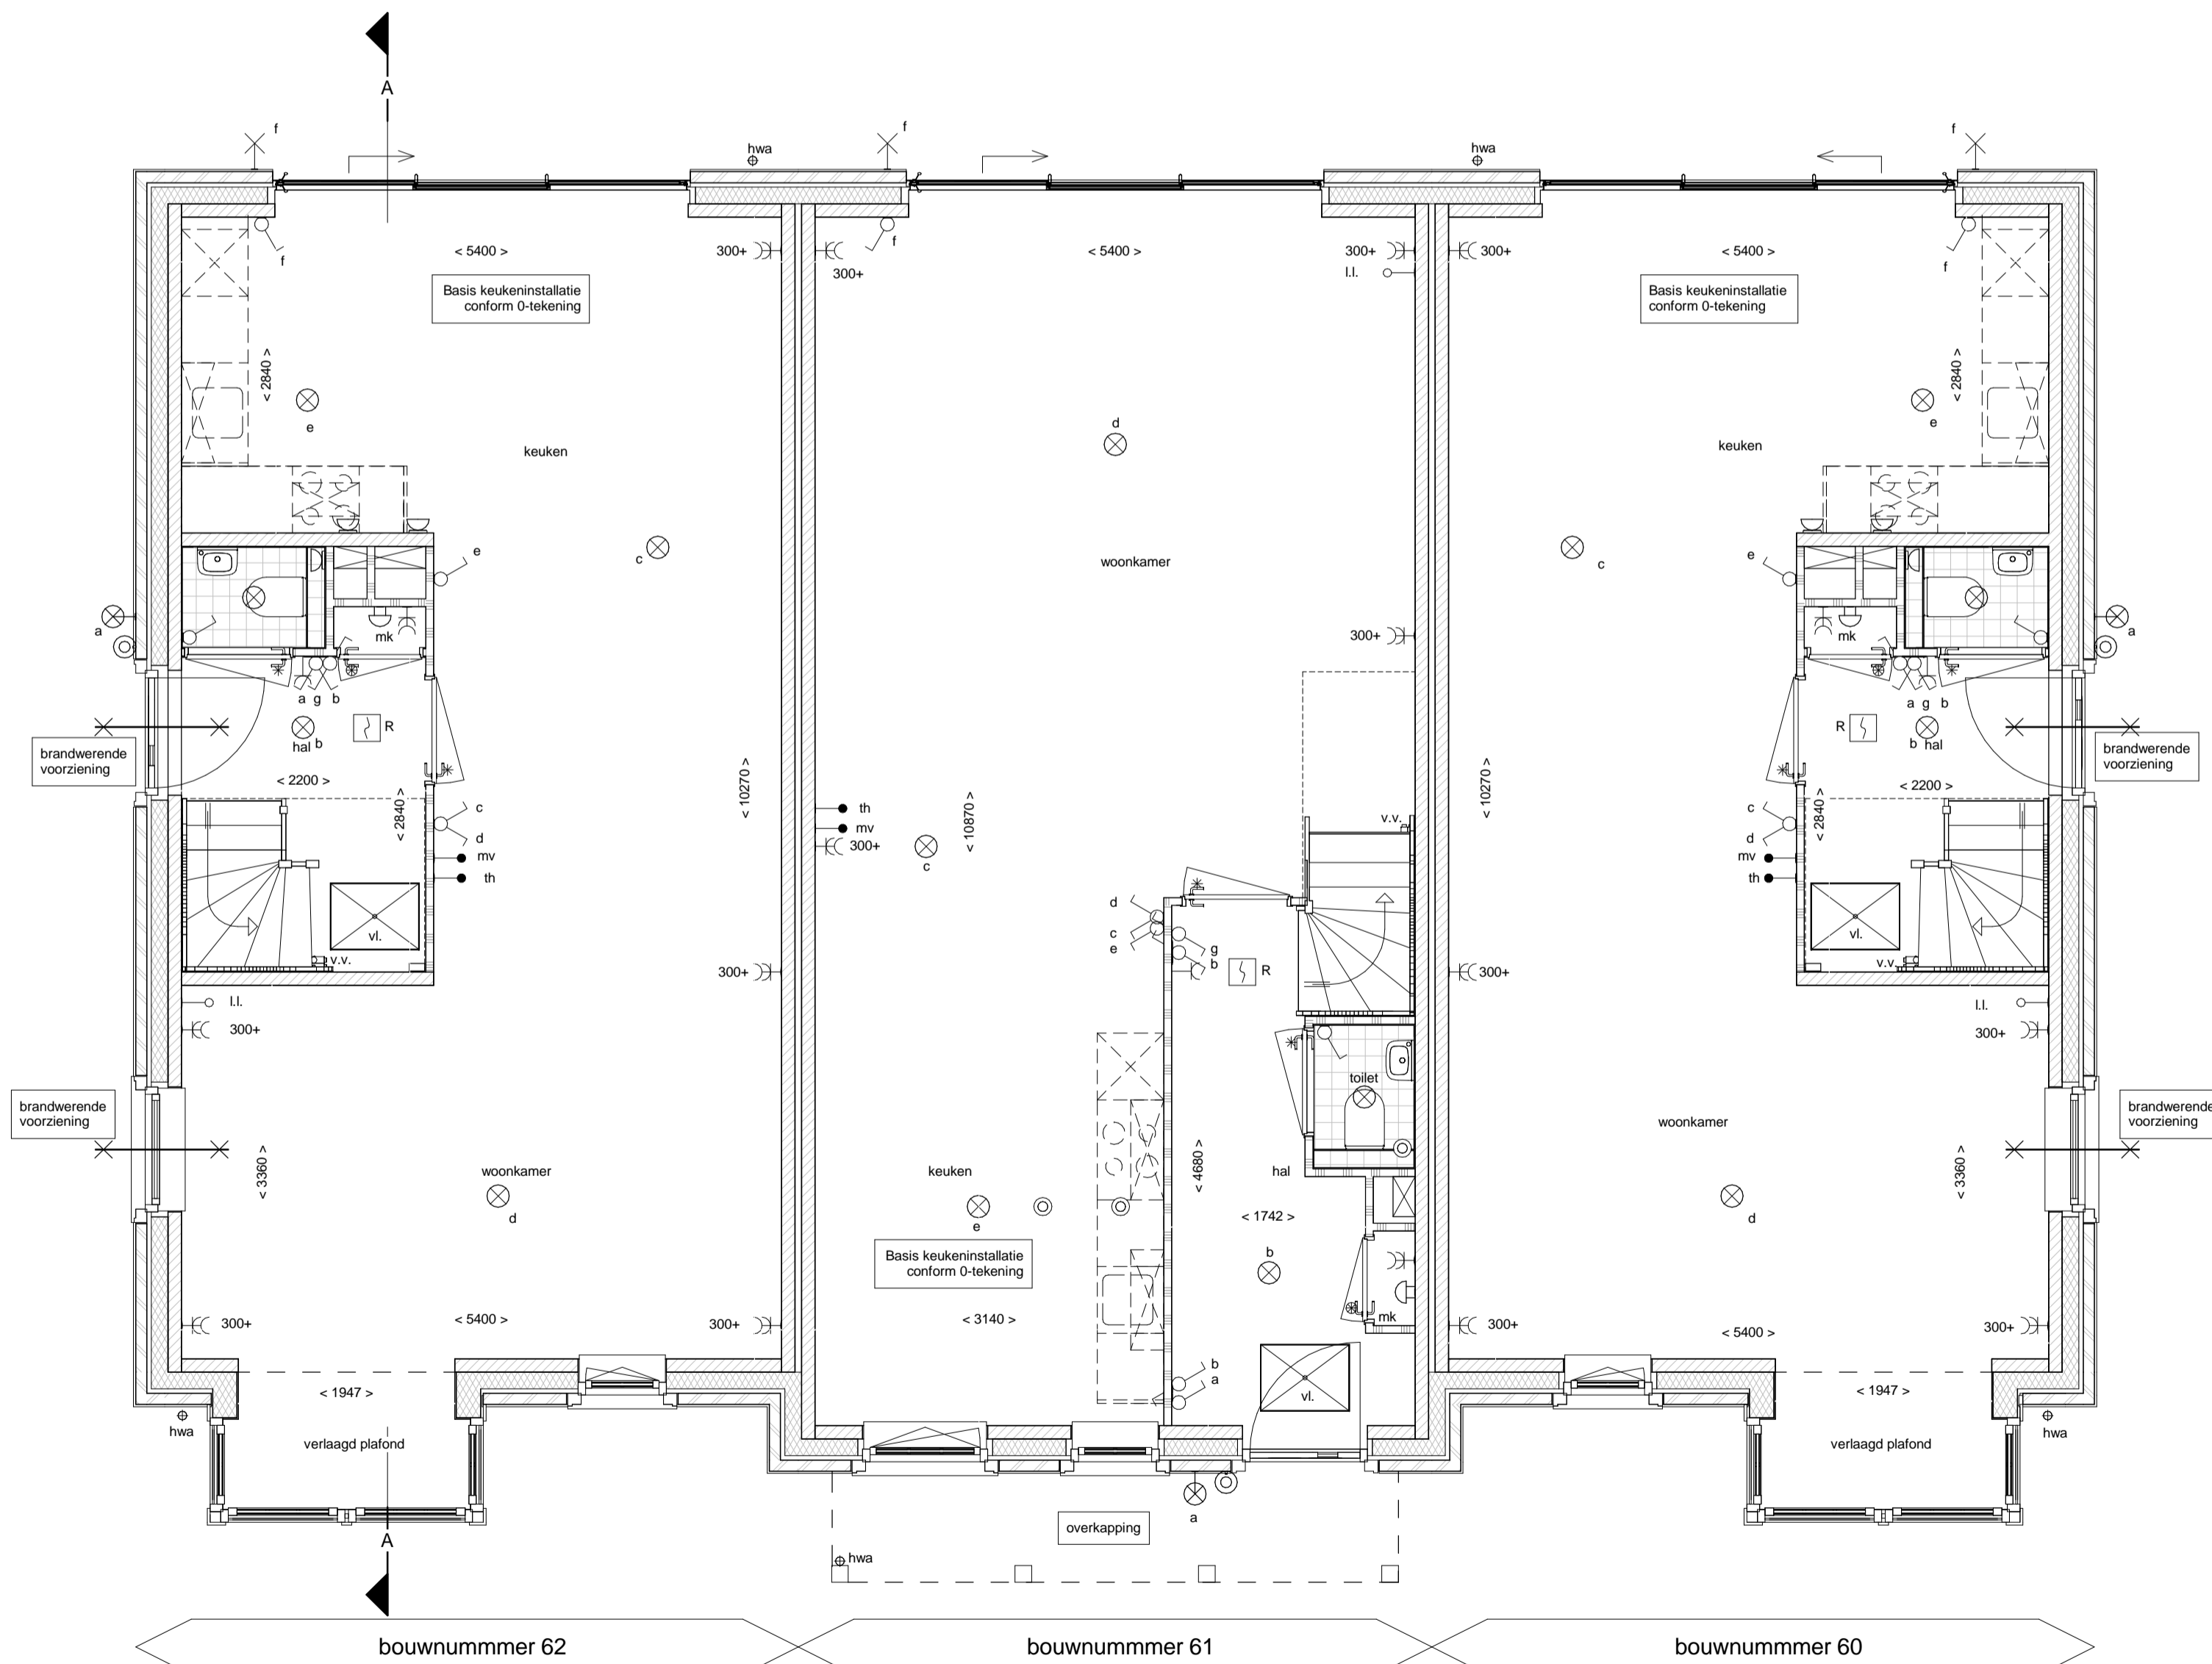 A
f
f
f
hwa
hwa
f
f
f
< 5400 >
300+
300+
< 5400 >
300+
l.l.
300+
< 5400 >
Basis keukeninstallatie
conform 0-tekening
Basis keukeninstallatie
conform 0-tekening
< 2840 >
< 2840 >
e
d
e
keuken
woonkamer
keuken
c
c
e
e
a
mk
300+
mk
a
a g b
a g b
R
R
hal b
b hal
brandwerende
voorziening
brandwerende
voorziening
< 2200 >
< 2200 >
< 2840 >
< 10270 >
< 10870 >
< 10270 >
< 2840 >
c
d
mv
th
th
mv
300+
c
v.v.
c
d
mv
th
vl.
v.v.
d
c
e
g
b
R
vl.
v.v.
300+
300+
l.l.
300+
l.l.
300+
toilet
brandwerende
voorziening
brandwerende
voorziening
< 3360 >
woonkamer
d
keuken
e
< 4680 >
hal
< 1742 >
b
woonkamer
d
< 3360 >
Basis keukeninstallatie
conform 0-tekening
300+
< 5400 >
300+
< 3140 >
mk
300+
< 5400 >
300+
b
a
vl.
< 1947 >
< 1947 >
hwa
hwa
verlaagd plafond
verlaagd plafond
a
overkapping
hwa
A
bouwnummmer 62
bouwnummmer 61
bouwnummmer 60